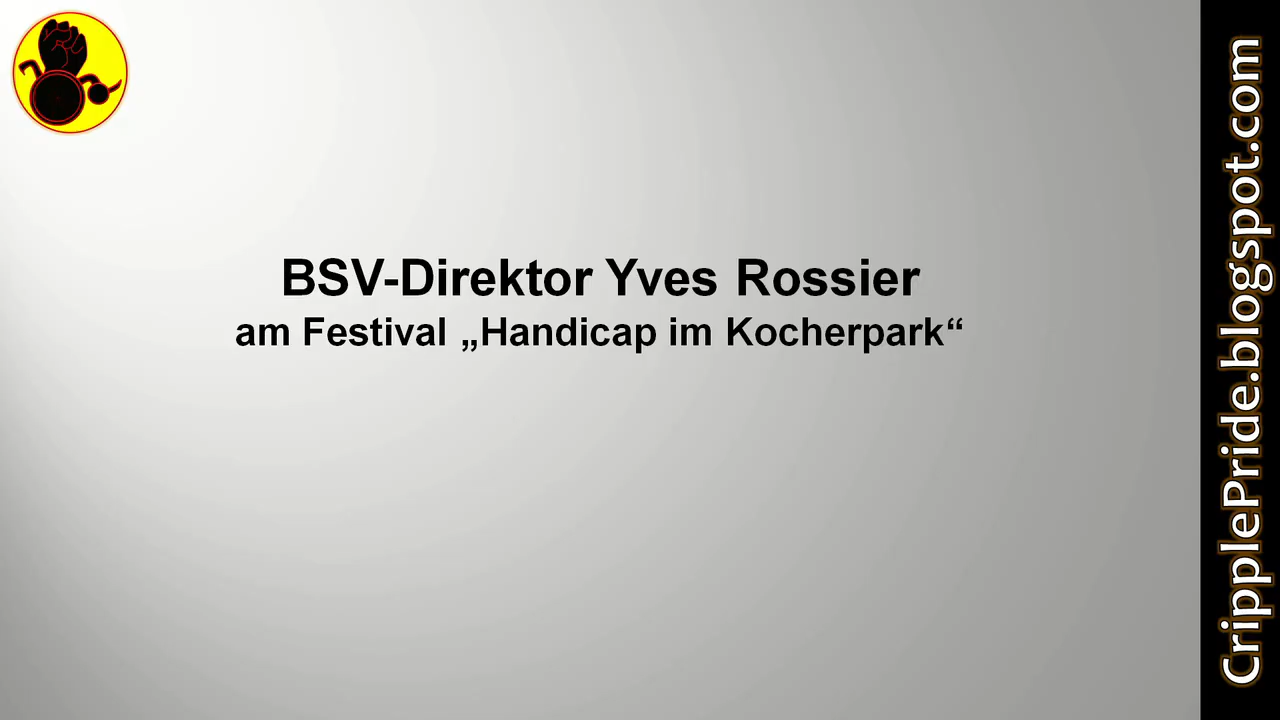 BSV-Direktor Yves Rossier
am Festival „Handicap im Kocherpark“
CripplePride.blogspot.com